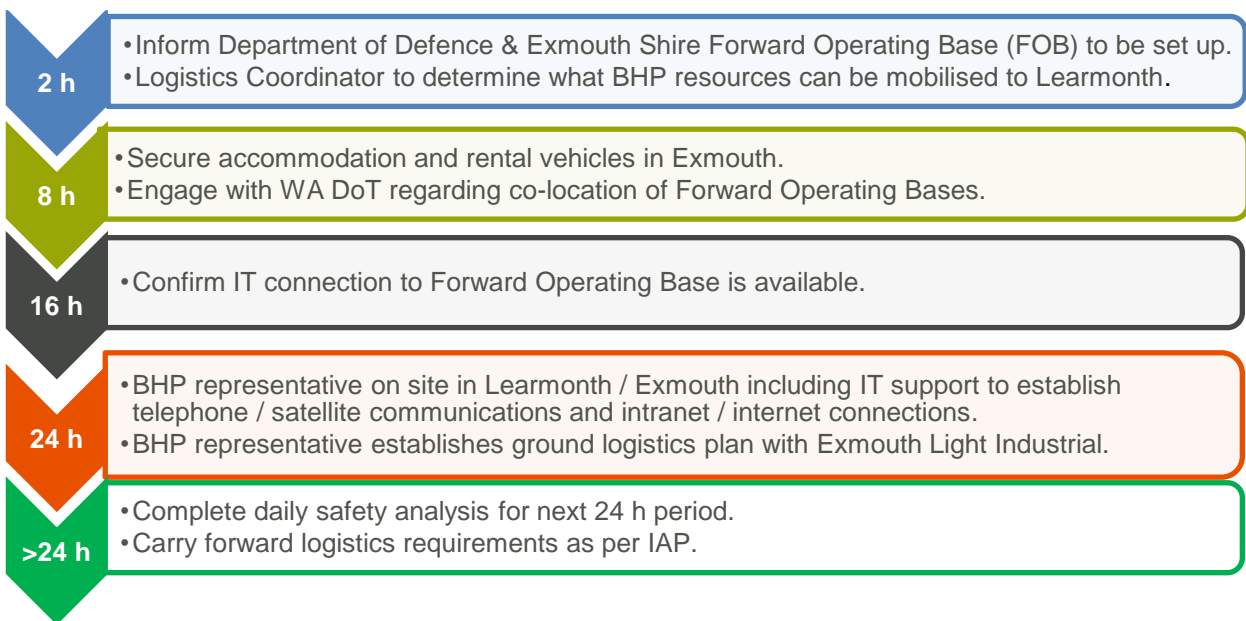 2 h
•Inform Department of Defence & Exmouth Shire Forward Operating Base (FOB) to be set up.
•Logistics Coordinator to determine what BHP resources can be mobilised to Learmonth.
8 h
•Secure accommodation and rental vehicles in Exmouth.
•Engage with WA DoT regarding co-location of Forward Operating Bases.
16 h
•Confirm IT connection to Forward Operating Base is available.
24 h
•BHP representative on site in Learmonth / Exmouth including IT support to establish
telephone / satellite communications and intranet / internet connections.
•BHP representative establishes ground logistics plan with Exmouth Light Industrial.
>24 h
•Complete daily safety analysis for next 24 h period.
•Carry forward logistics requirements as per IAP.